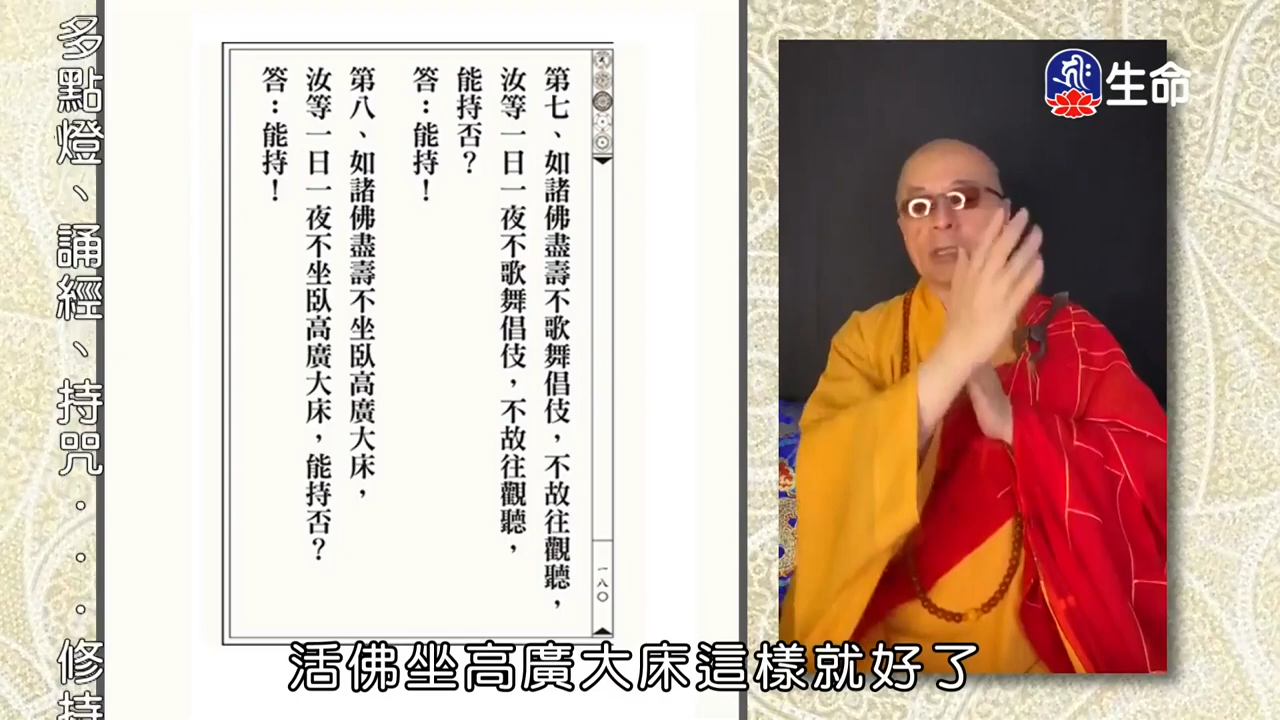 多點燈、誦經、持咒...修持
第七、如諸佛盡壽不歌舞倡伎，不故往觀聽，
汝等一日一夜不歌舞倡伎，不故往觀聽，
能持否？
答：能持！
第八、如諸佛盡壽不坐臥高廣大床，
汝等一日一夜不坐臥高廣大床，能持否？
答：能持！
一八〇
生命
活佛坐高廣大床這樣就好了